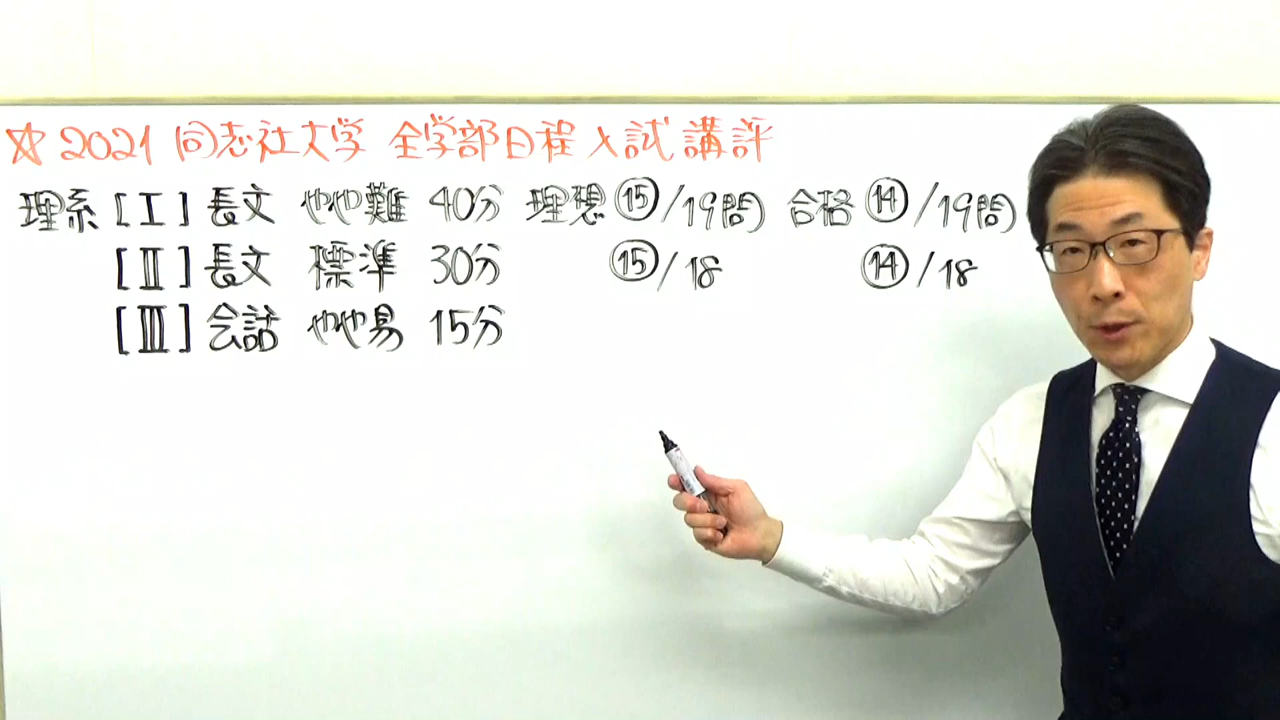 ☆ 2021 同志社大学 全学部日程入試講評
理系 [Ⅰ] 長文 やや難 40分 理想 ⑮/19問 合格 ⑭/19問
[Ⅱ] 長文 標準 30分 ⑮/18 ⑭/18
[Ⅲ] 会話 やや易 15分